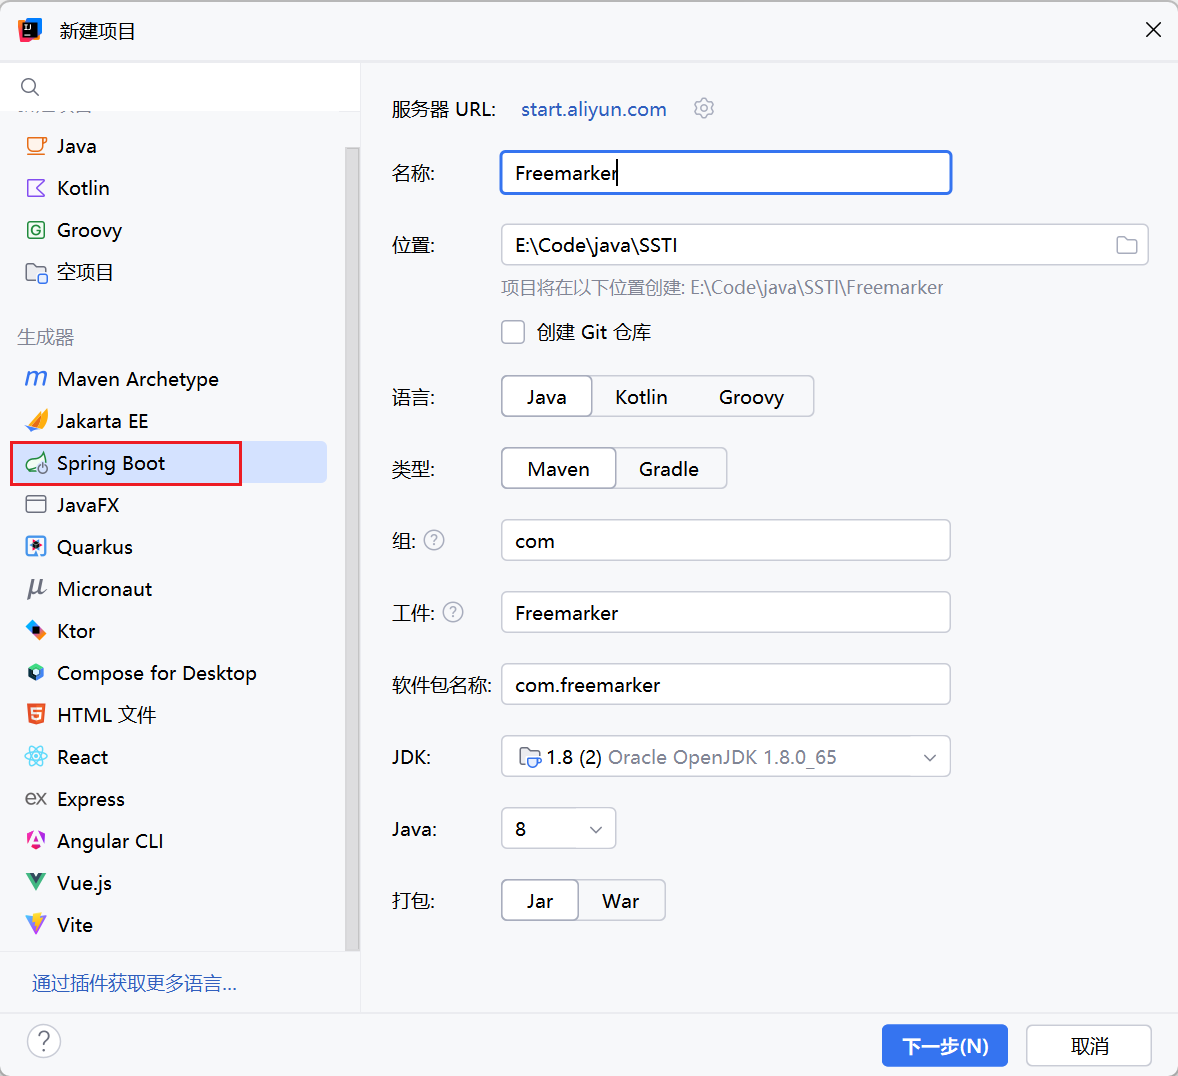 新建项目
Java
Kotlin
Groovy
空项目
生成器
Maven Archetype
Jakarta EE
Spring Boot
JavaFX
Quarkus
Micronaut
Ktor
Compose for Desktop
HTML 文件
React
Express
Angular CLI
Vue.js
Vite
通过插件获取更多语言...
服务器 URL: start.aliyun.com
名称: Freemarker
位置: E:\Code\java\SSTI
项目将在以下位置创建: E:\Code\java\SSTI\Freemarker
创建 Git 仓库
语言: Java Kotlin Groovy
类型: Maven Gradle
组: com
工件: Freemarker
软件包名称: com.freemarker
JDK: 1.8 (2) Oracle OpenJDK 1.8.0_65
Java: 8
打包: Jar War
下一步(N) 取消